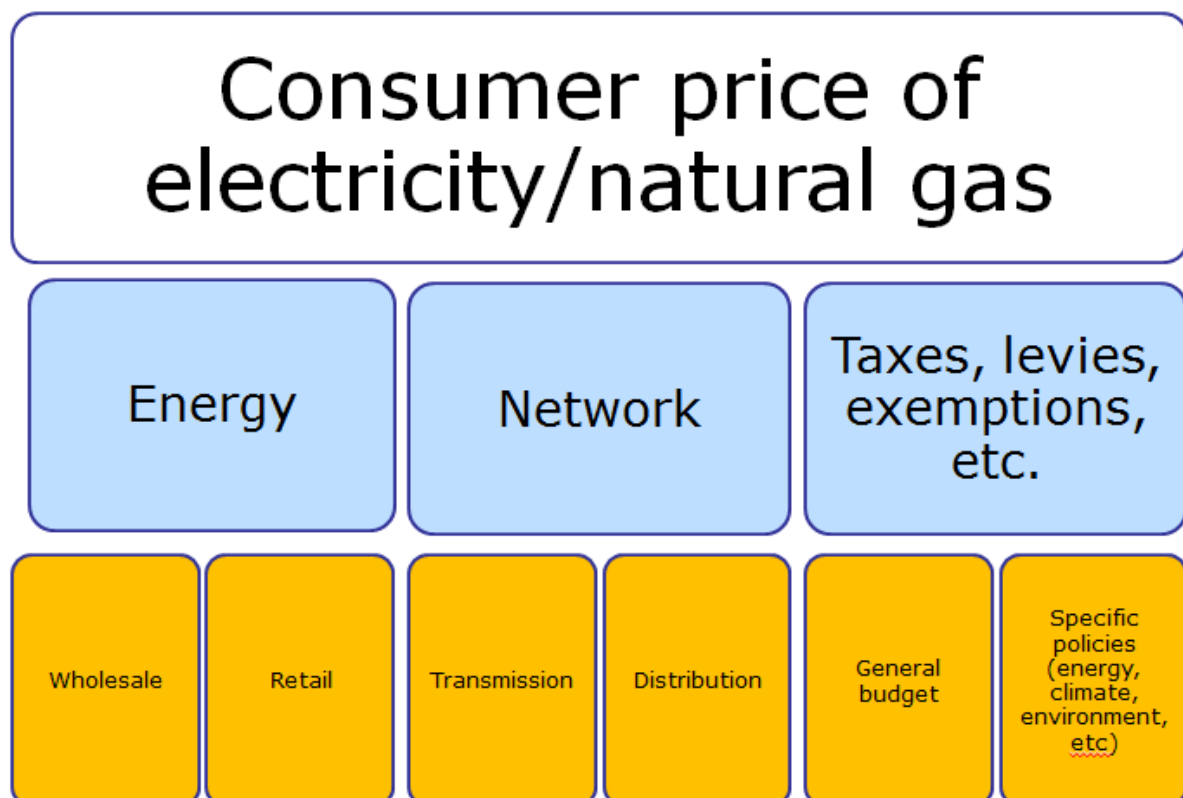 Consumer price of
electricity/natural gas
Energy
Network
Taxes, levies,
exemptions,
etc.
Wholesale
Retail
Transmission
Distribution
General
budget
Specific
policies
(energy,
climate,
environment,
etc)